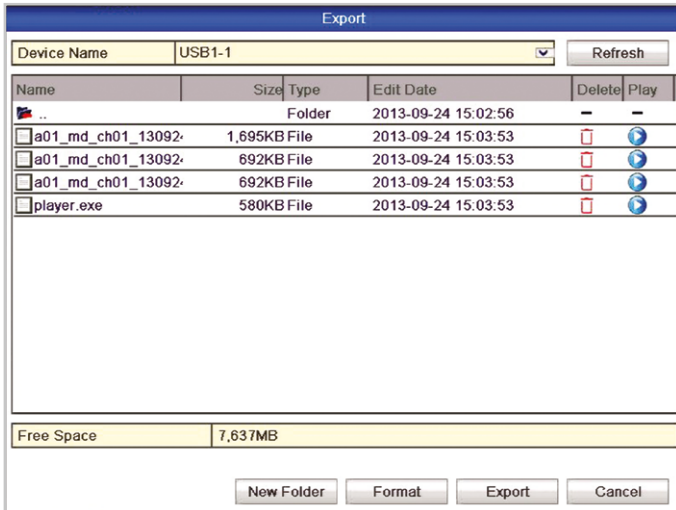 Export
Device Name USB1-1 Refresh
Name Size Type Edit Date Delete Play
.. Folder 2013-09-24 15:02:56 – –
a01_md_ch01_13092 1,695KB File 2013-09-24 15:03:53
a01_md_ch01_13092 692KB File 2013-09-24 15:03:53
a01_md_ch01_13092 692KB File 2013-09-24 15:03:53
player.exe 580KB File 2013-09-24 15:03:53
Free Space 7,637MB
New Folder Format Export Cancel